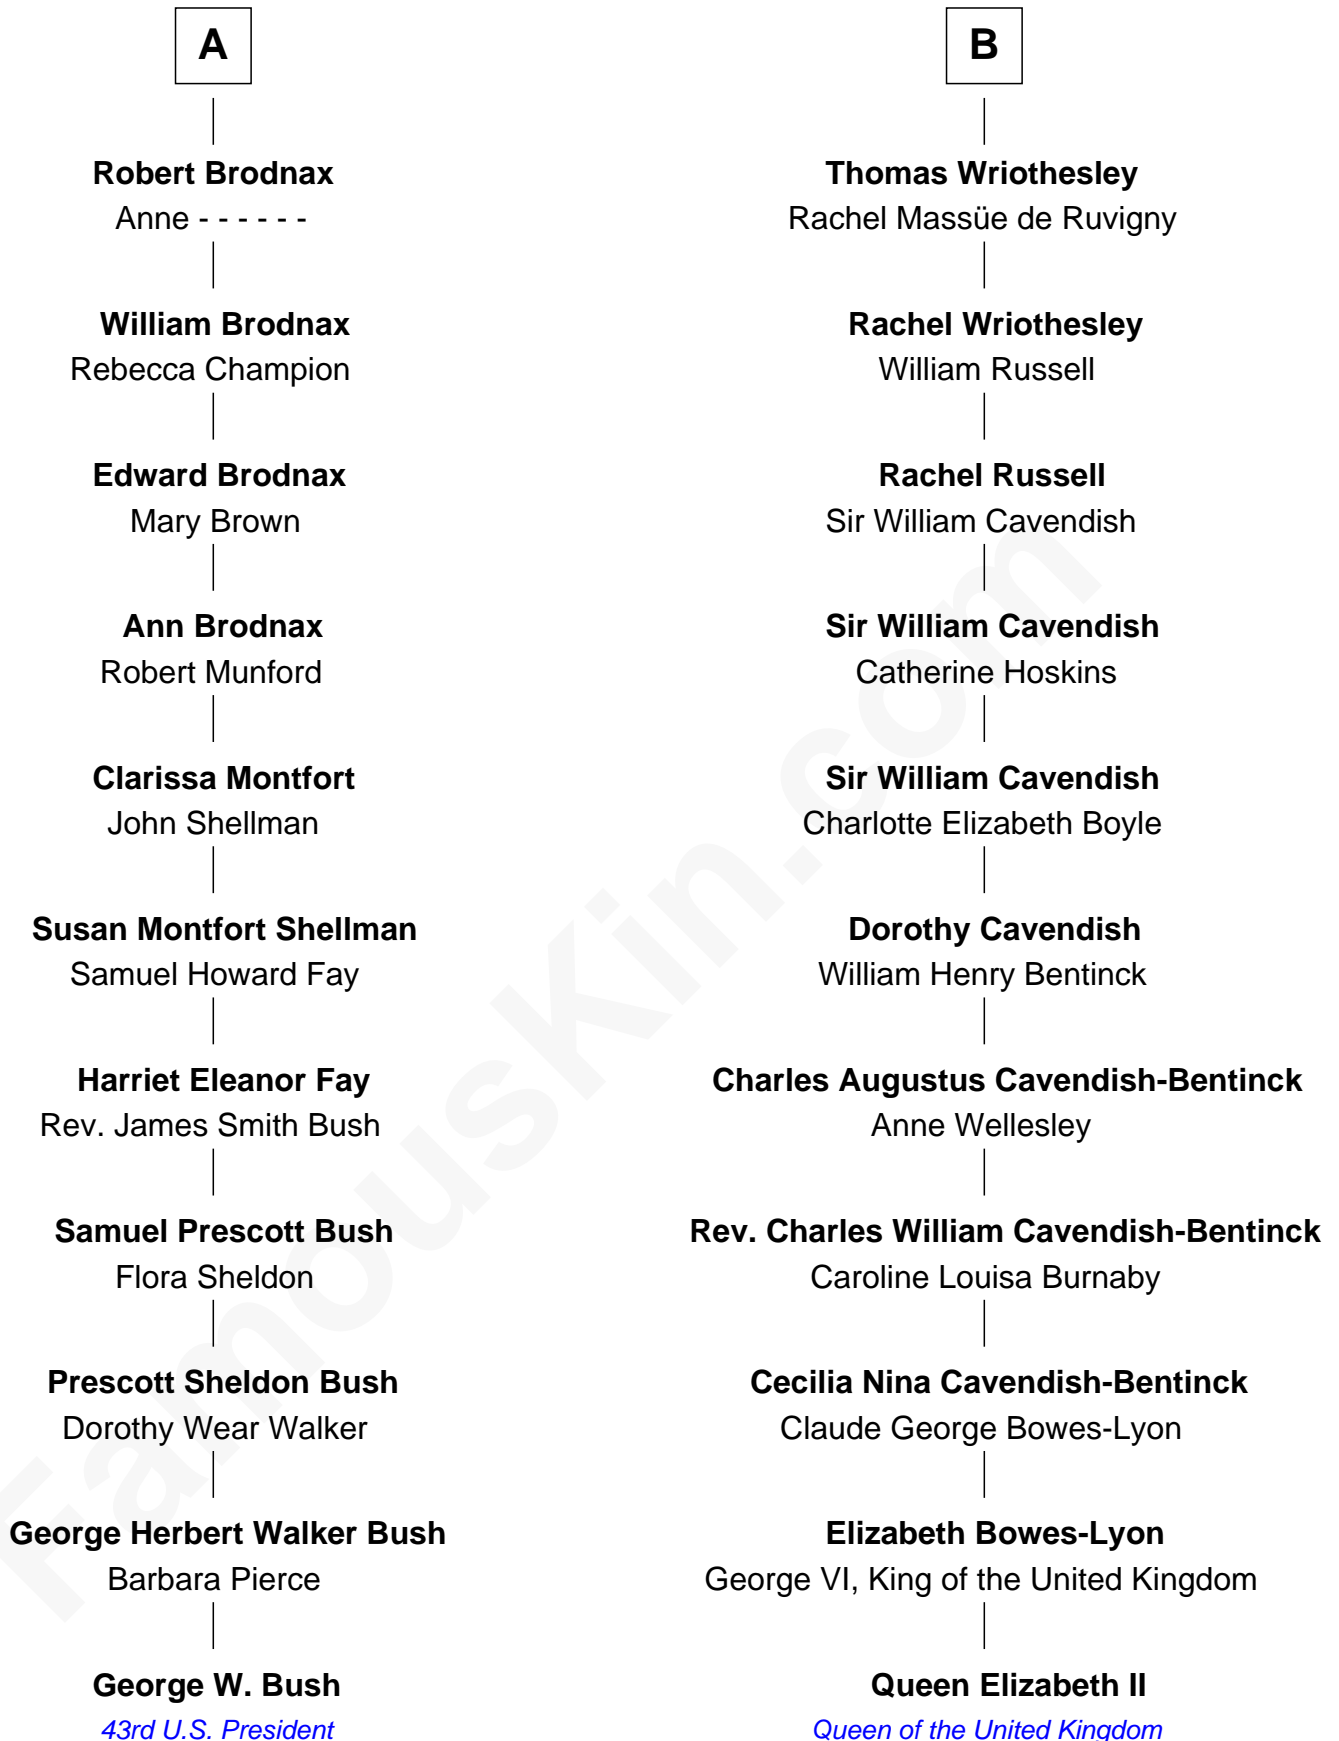 A
Robert Brodnax
Anne - - - - - -
William Brodnax
Rebecca Champion
Edward Brodnax
Mary Brown
Ann Brodnax
Robert Munford
Clarissa Montfort
John Shellman
Susan Montfort Shellman
Samuel Howard Fay
Harriet Eleanor Fay
Rev. James Smith Bush
Samuel Prescott Bush
Flora Sheldon
Prescott Sheldon Bush
Dorothy Wear Walker
George Herbert Walker Bush
Barbara Pierce
George W. Bush
43rd U.S. President
B
Thomas Wriothesley
Rachel Massüe de Ruvigny
Rachel Wriothesley
William Russell
Rachel Russell
Sir William Cavendish
Sir William Cavendish
Catherine Hoskins
Sir William Cavendish
Charlotte Elizabeth Boyle
Dorothy Cavendish
William Henry Bentinck
Charles Augustus Cavendish-Bentinck
Anne Wellesley
Rev. Charles William Cavendish-Bentinck
Caroline Louisa Burnaby
Cecilia Nina Cavendish-Bentinck
Claude George Bowes-Lyon
Elizabeth Bowes-Lyon
George VI, King of the United Kingdom
Queen Elizabeth II
Queen of the United Kingdom
FamousKin.com